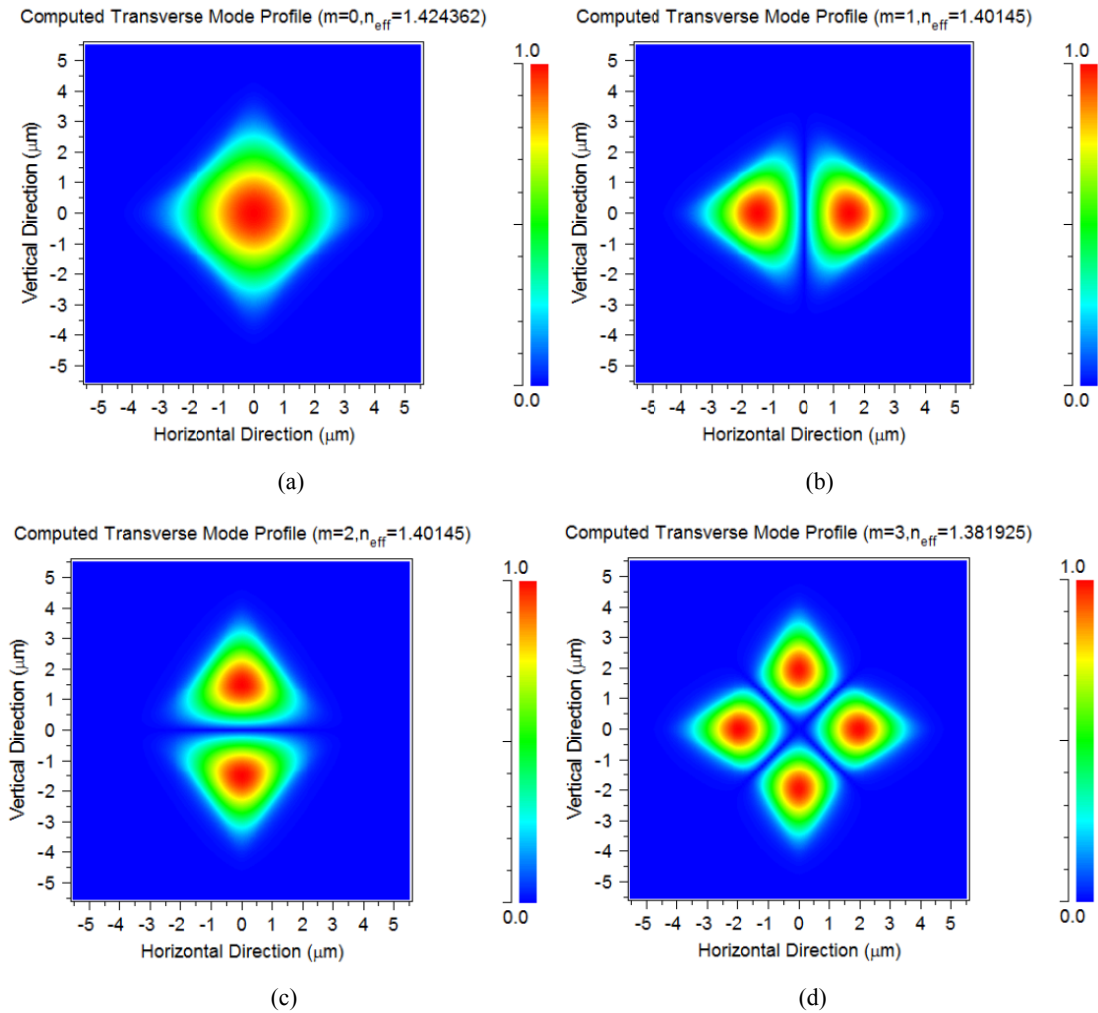 Computed Transverse Mode Profile (m=0,neff=1.424362)
1.0
5
4
3
2
1
0
-1
-2
-3
-4
-5
Vertical Direction (μm)
0.0
-5 -4 -3 -2 -1 0 1 2 3 4 5
Horizontal Direction (μm)
(a)
Computed Transverse Mode Profile (m=1,neff=1.40145)
1.0
5
4
3
2
1
0
-1
-2
-3
-4
-5
Vertical Direction (μm)
0.0
-5 -4 -3 -2 -1 0 1 2 3 4 5
Horizontal Direction (μm)
(b)
Computed Transverse Mode Profile (m=2,neff=1.40145)
1.0
5
4
3
2
1
0
-1
-2
-3
-4
-5
Vertical Direction (μm)
0.0
-5 -4 -3 -2 -1 0 1 2 3 4 5
Horizontal Direction (μm)
(c)
Computed Transverse Mode Profile (m=3,neff=1.381925)
1.0
5
4
3
2
1
0
-1
-2
-3
-4
-5
Vertical Direction (μm)
0.0
-5 -4 -3 -2 -1 0 1 2 3 4 5
Horizontal Direction (μm)
(d)